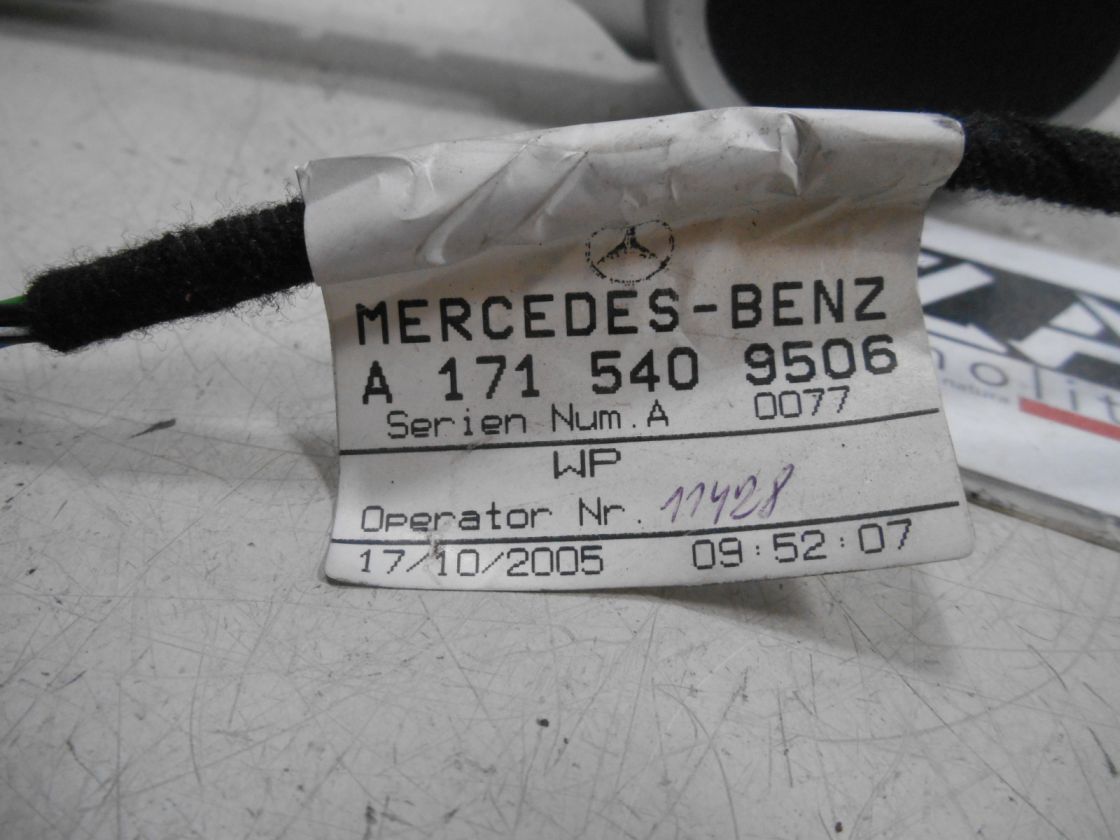 MERCEDES-BENZ
A 171 540 9506
Serien Num.A 0077
WP
Operator Nr. 11428
17/10/2005 09:52:07